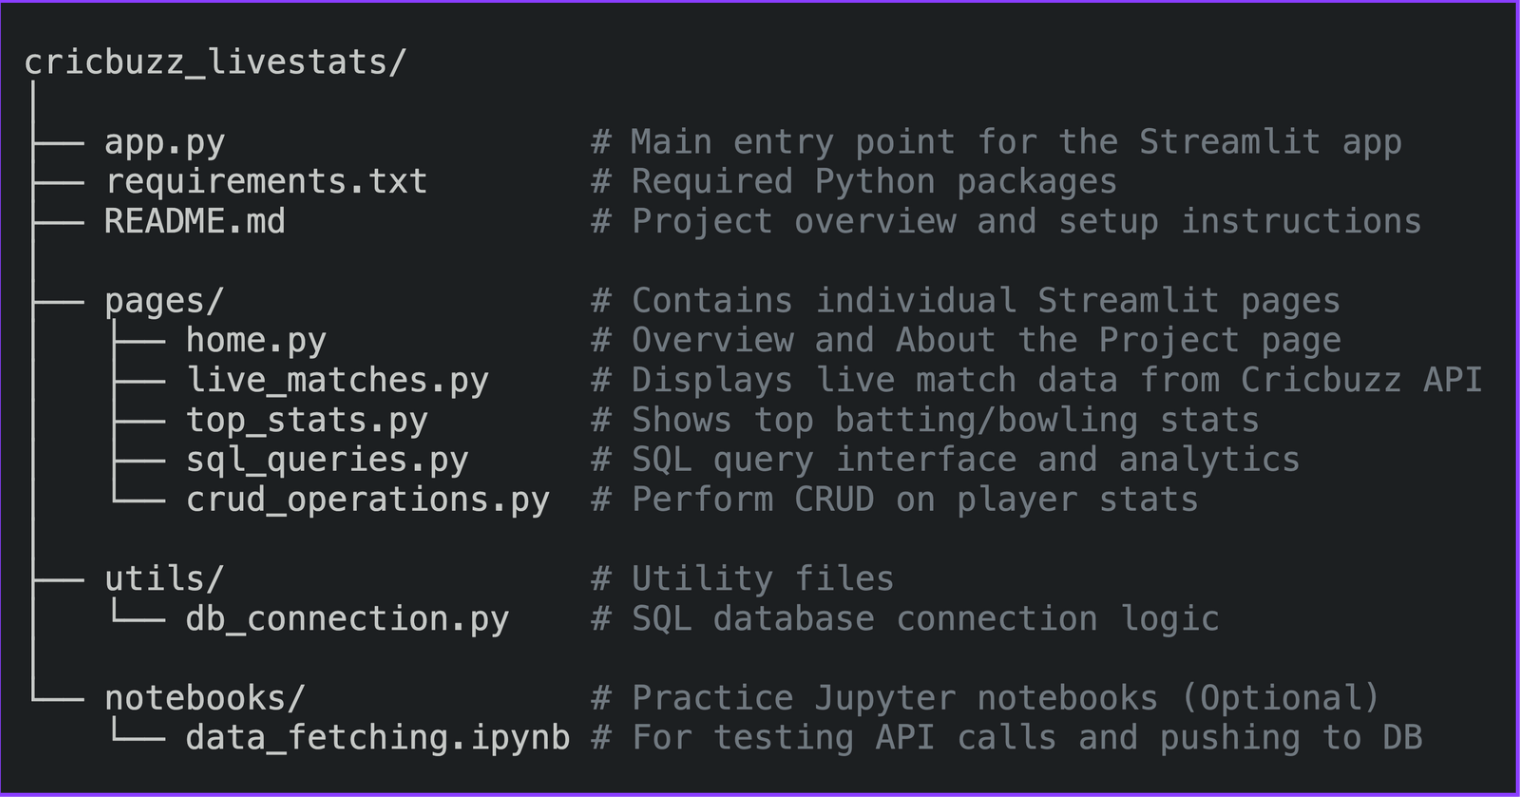 cricbuzz_livestats/
│
├── app.py                  # Main entry point for the Streamlit app
├── requirements.txt        # Required Python packages
├── README.md               # Project overview and setup instructions
│
├── pages/                  # Contains individual Streamlit pages
│   ├── home.py             # Overview and About the Project page
│   ├── live_matches.py     # Displays live match data from Cricbuzz API
│   ├── top_stats.py        # Shows top batting/bowling stats
│   ├── sql_queries.py      # SQL query interface and analytics
│   └── crud_operations.py  # Perform CRUD on player stats
│
├── utils/                  # Utility files
│   └── db_connection.py    # SQL database connection logic
│
└── notebooks/              # Practice Jupyter notebooks (Optional)
    └── data_fetching.ipynb # For testing API calls and pushing to DB